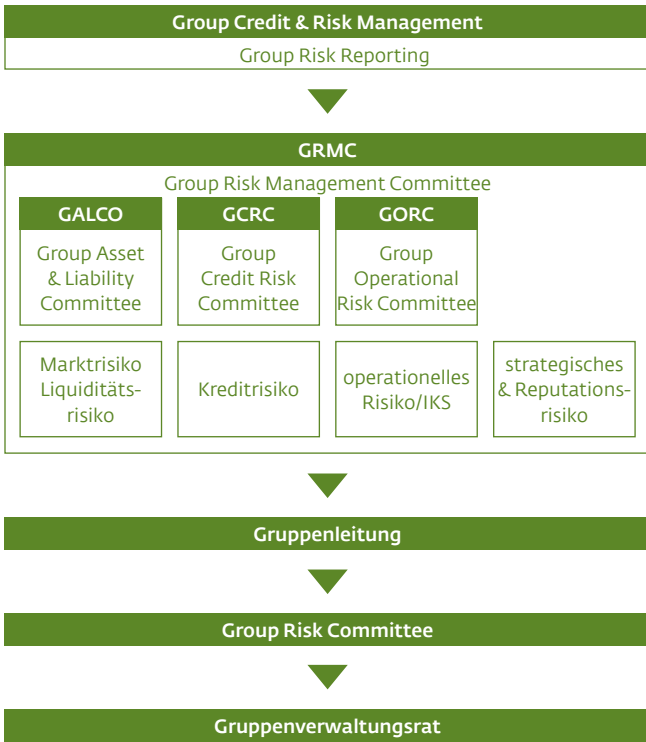 Group Credit & Risk Management
Group Risk Reporting
GRMC
Group Risk Management Committee
GALCO
Group Asset
& Liability
Committee
GCRC
Group
Credit Risk
Committee
GORC
Group
Operational
Risk Committee
Marktrisiko
Liquiditäts-
risiko
Kreditrisiko
operationelles
Risiko/IKS
strategisches
& Reputations-
risiko
Gruppenleitung
Group Risk Committee
Gruppenverwaltungsrat